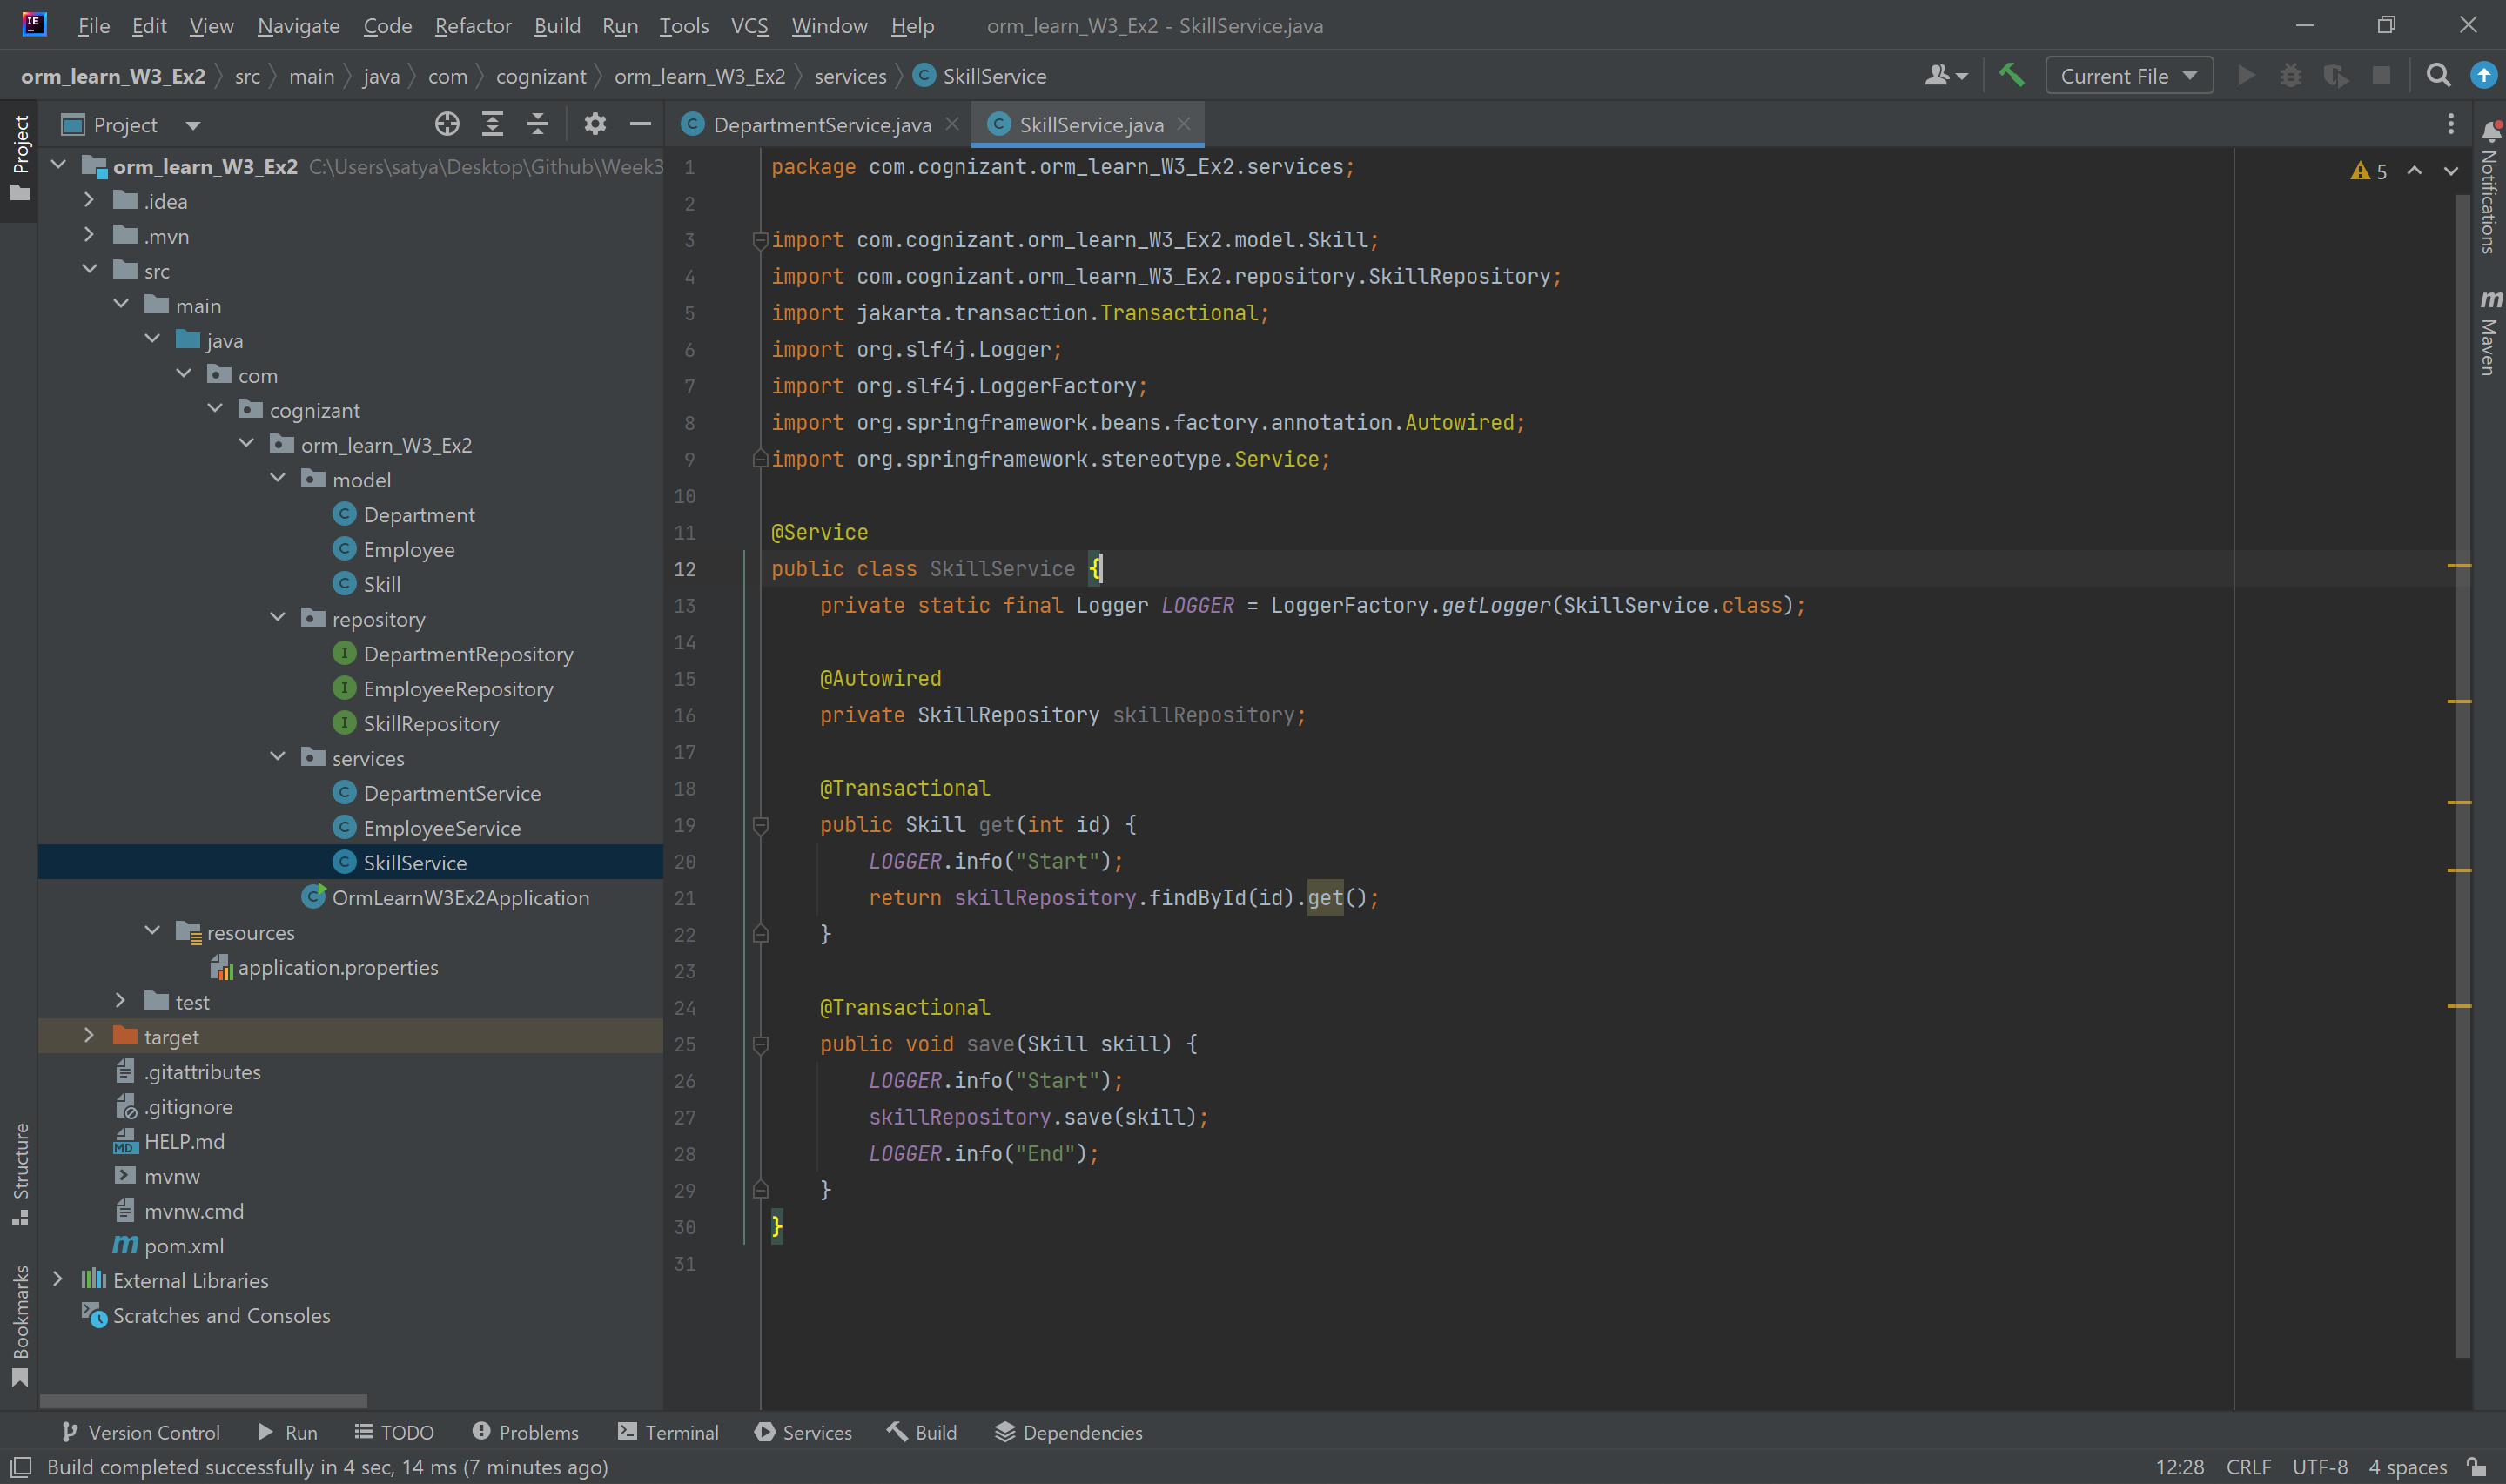 File Edit View Navigate Code Refactor Build Run Tools VCS Window Help orm_learn_W3_Ex2 - SkillService.java
orm_learn_W3_Ex2 src main java com cognizant orm_learn_W3_Ex2 services SkillService Current File
Project
Project
DepartmentService.java SkillService.java
orm_learn_W3_Ex2 C:\Users\satya\Desktop\Github\Week3
.idea
.mvn
src
main
java
com
cognizant
orm_learn_W3_Ex2
model
Department
Employee
Skill
repository
DepartmentRepository
EmployeeRepository
SkillRepository
services
DepartmentService
EmployeeService
SkillService
OrmLearnW3Ex2Application
resources
application.properties
test
target
.gitattributes
.gitignore
HELP.md
mvnw
mvnw.cmd
pom.xml
External Libraries
Scratches and Consoles
Structure
Bookmarks
1 package com.cognizant.orm_learn_W3_Ex2.services;
2
3 import com.cognizant.orm_learn_W3_Ex2.model.Skill;
4 import com.cognizant.orm_learn_W3_Ex2.repository.SkillRepository;
5 import jakarta.transaction.Transactional;
6 import org.slf4j.Logger;
7 import org.slf4j.LoggerFactory;
8 import org.springframework.beans.factory.annotation.Autowired;
9 import org.springframework.stereotype.Service;
10
11 @Service
12 public class SkillService {
13 private static final Logger LOGGER = LoggerFactory.getLogger(SkillService.class);
14
15 @Autowired
16 private SkillRepository skillRepository;
17
18 @Transactional
19 public Skill get(int id) {
20 LOGGER.info("Start");
21 return skillRepository.findById(id).get();
22 }
23
24 @Transactional
25 public void save(Skill skill) {
26 LOGGER.info("Start");
27 skillRepository.save(skill);
28 LOGGER.info("End");
29 }
30 }
31
5
Notifications
m Maven
Version Control Run TODO Problems Terminal Services Build Dependencies
Build completed successfully in 4 sec, 14 ms (7 minutes ago) 12:28 CRLF UTF-8 4 spaces